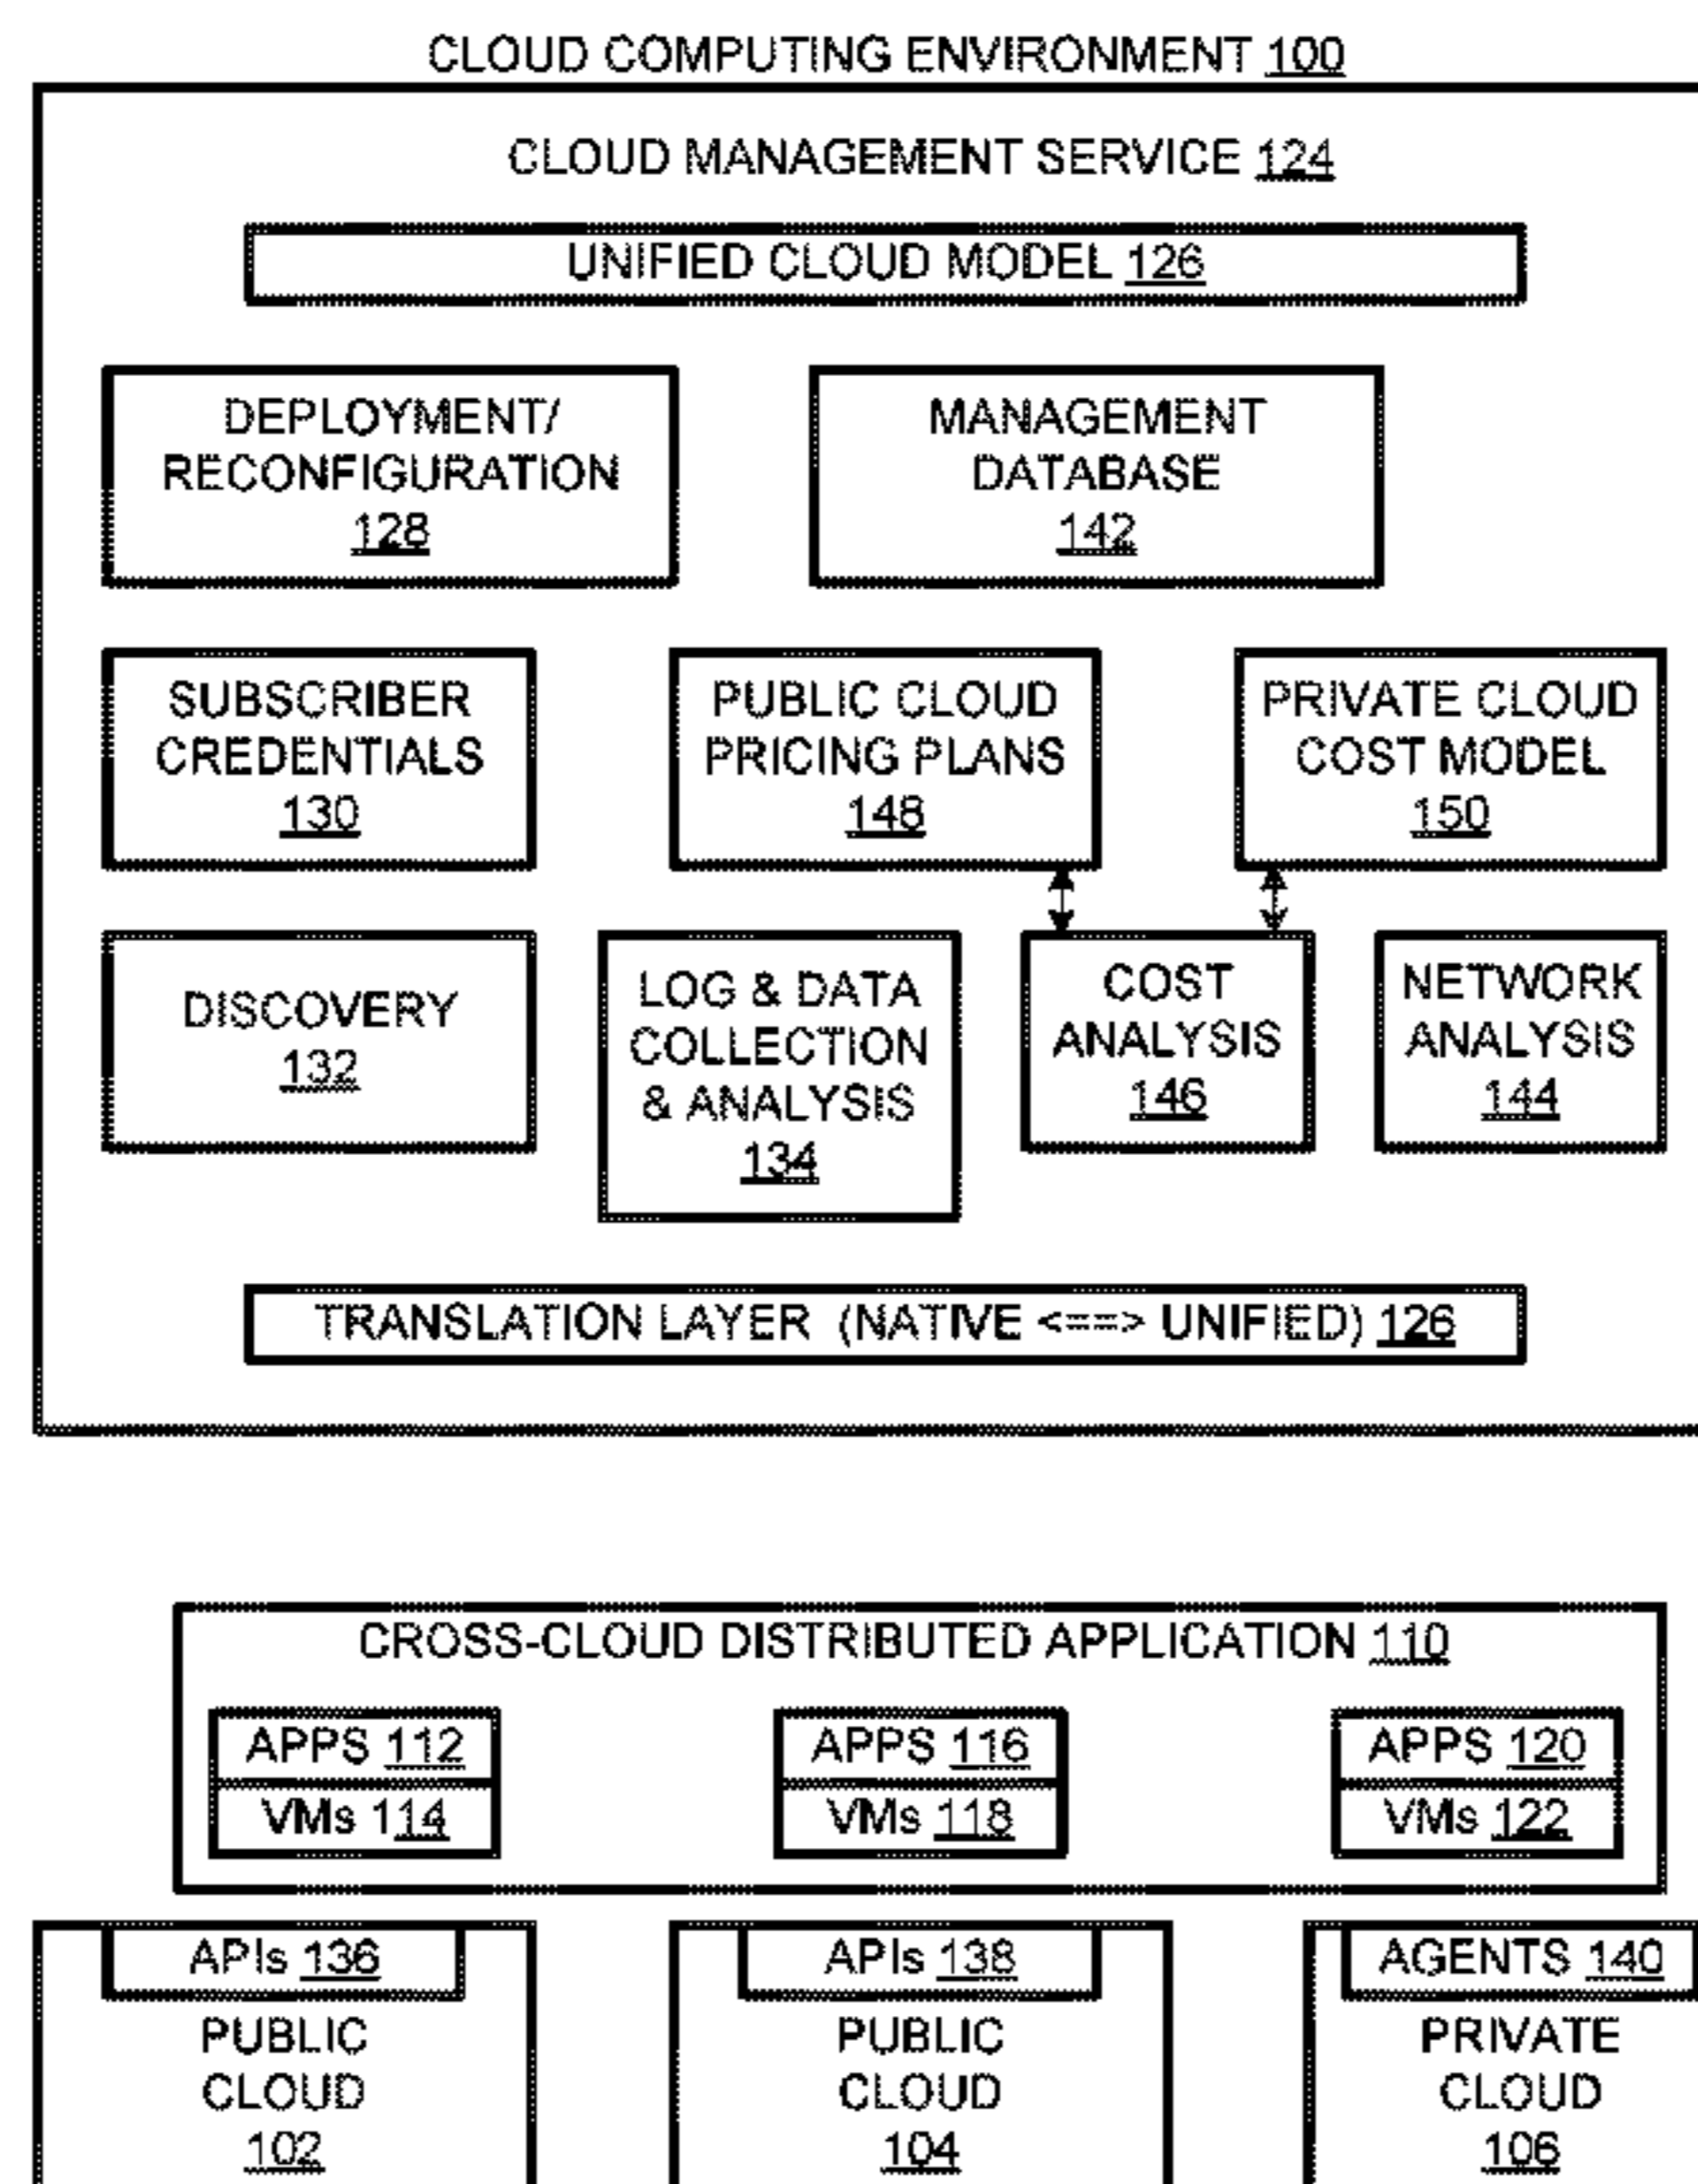 CLOUD COMPUTING ENVIRONMENT 100
CLOUD MANAGEMENT SERVICE 124
UNIFIED CLOUD MODEL 126
DEPLOYMENT/
RECONFIGURATION
128
MANAGEMENT
DATABASE
142
SUBSCRIBER
CREDENTIALS
130
PUBLIC CLOUD
PRICING PLANS
148
PRIVATE CLOUD
COST MODEL
150
DISCOVERY
132
LOG & DATA
COLLECTION
& ANALYSIS
134
COST
ANALYSIS
146
NETWORK
ANALYSIS
144
TRANSLATION LAYER (NATIVE <==> UNIFIED) 126
CROSS-CLOUD DISTRIBUTED APPLICATION 110
APPS 112
VMs 114
APPS 116
VMs 118
APPS 120
VMs 122
APIs 136
PUBLIC
CLOUD
102
APIs 138
PUBLIC
CLOUD
104
AGENTS 140
PRIVATE
CLOUD
106